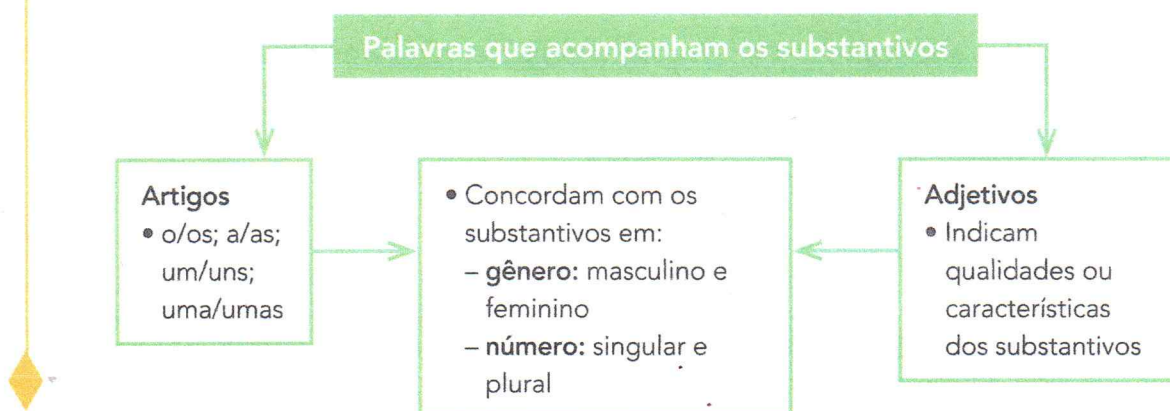 Palavras que acompanham os substantivos
Artigos
• o/os; a/as;
um/uns;
uma/umas
• Concordam com os
substantivos em:
– gênero: masculino e
feminino
– número: singular e
plural
Adjetivos
• Indicam
qualidades ou
características
dos substantivos